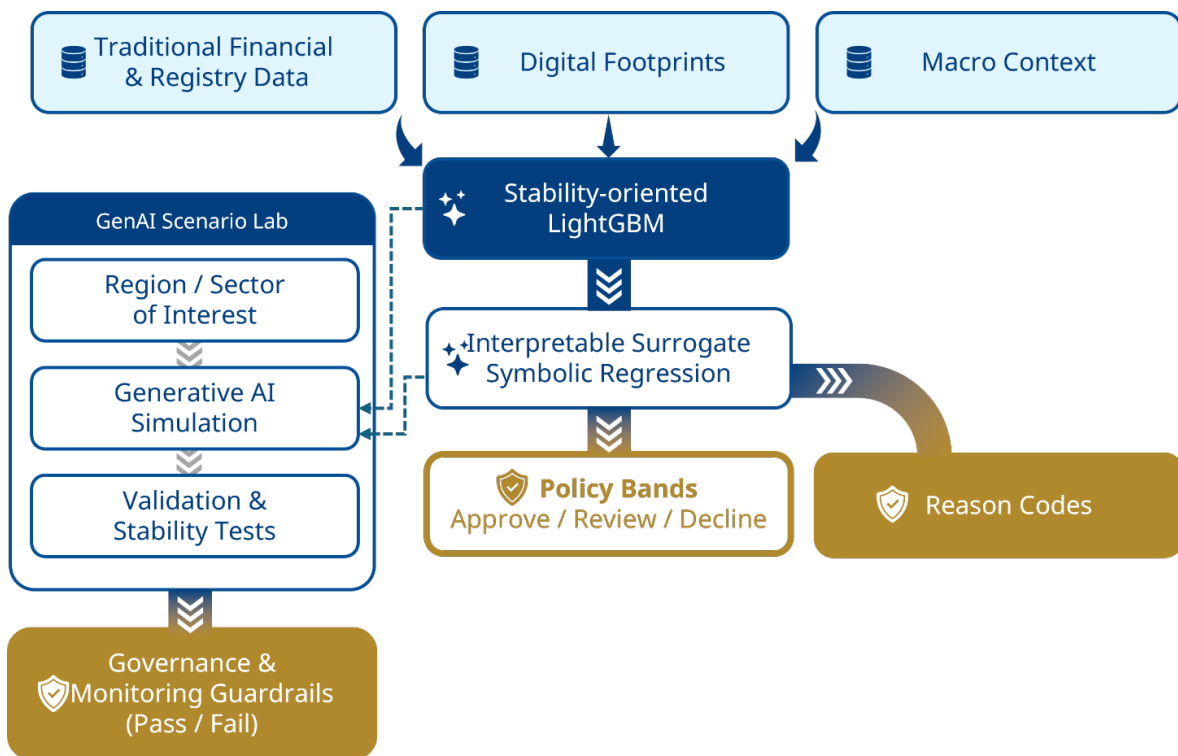 Traditional Financial
& Registry Data
Digital Footprints
Macro Context
Stability-oriented
LightGBM
GenAI Scenario Lab
Region / Sector
of Interest
Generative AI
Simulation
Validation &
Stability Tests
Interpretable Surrogate
Symbolic Regression
Policy Bands
Approve / Review / Decline
Reason Codes
Governance &
Monitoring Guardrails
(Pass / Fail)